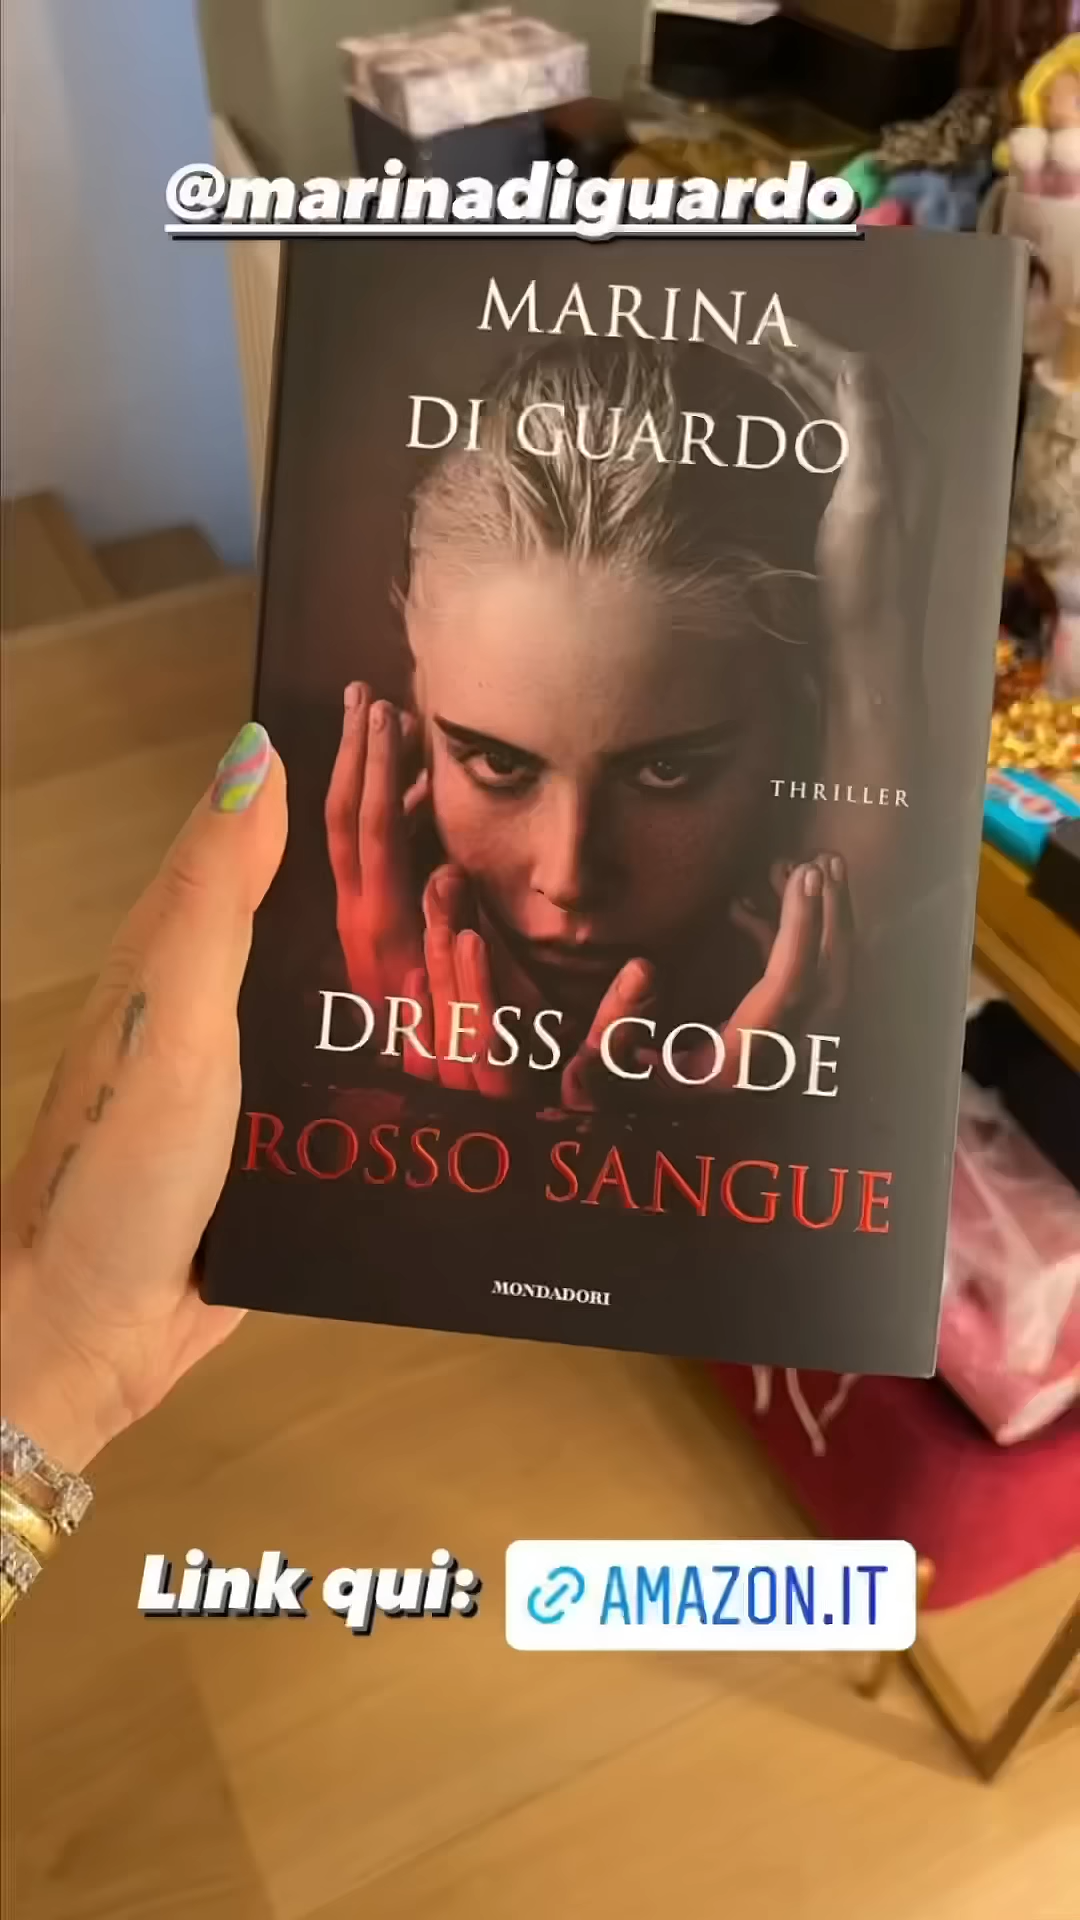 @marinadiguardo
MARINA
DI GUARDO
THRILLER
DRESS CODE
ROSSO SANGUE
MONDADORI
Link qui: AMAZON.IT